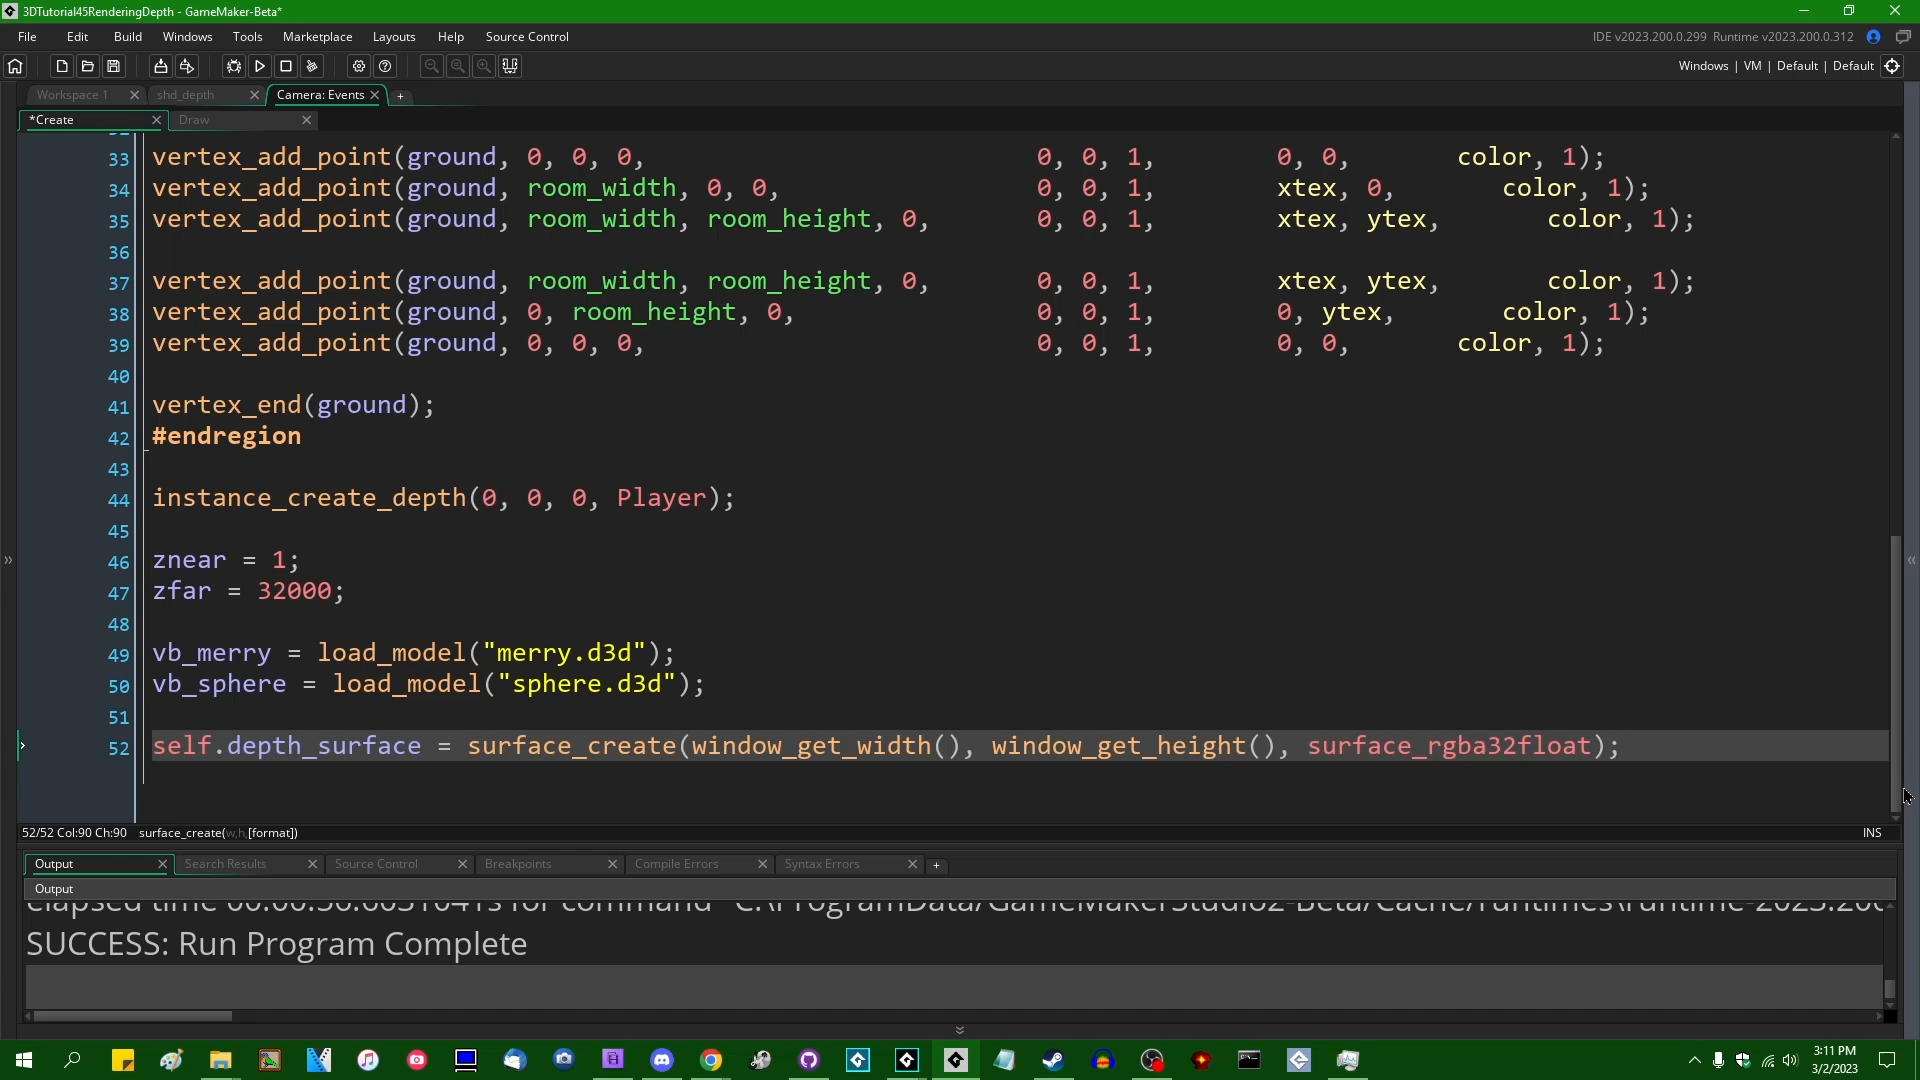 3DTutorial45RenderingDepth - GameMaker-Beta*
File Edit Build Windows Tools Marketplace Layouts Help Source Control
IDE v2023.200.0.299 Runtime v2023.200.0.312
Windows | VM | Default | Default
Workspace 1 shd_depth Camera: Events +
*Create Draw
33 vertex_add_point(ground, 0, 0, 0, 0, 0, 1, 0, 0, color, 1);
34 vertex_add_point(ground, room_width, 0, 0, 0, 0, 1, xtex, 0, color, 1);
35 vertex_add_point(ground, room_width, room_height, 0, 0, 0, 1, xtex, ytex, color, 1);
36
37 vertex_add_point(ground, room_width, room_height, 0, 0, 0, 1, xtex, ytex, color, 1);
38 vertex_add_point(ground, 0, room_height, 0, 0, 0, 1, 0, ytex, color, 1);
39 vertex_add_point(ground, 0, 0, 0, 0, 0, 1, 0, 0, color, 1);
40
41 vertex_end(ground);
42 #endregion
43
44 instance_create_depth(0, 0, 0, Player);
45
46 znear = 1;
47 zfar = 32000;
48
49 vb_merry = load_model("merry.d3d");
50 vb_sphere = load_model("sphere.d3d");
51
52 self.depth_surface = surface_create(window_get_width(), window_get_height(), surface_rgba32float);
52/52 Col:90 Ch:90 surface_create(w,h,[format]) INS
Output Search Results Source Control Breakpoints Compile Errors Syntax Errors +
Output
SUCCESS: Run Program Complete
3:11 PM
3/2/2023